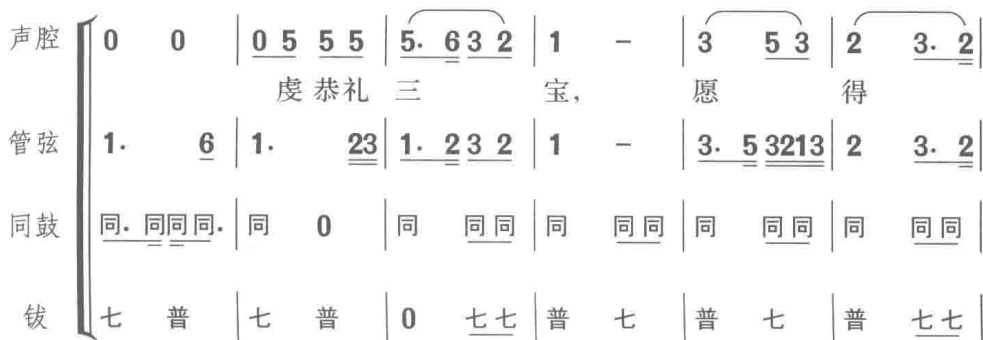 声腔 0 0 | 0 5 5 5 | 5. 6 3 2 | 1 - | 3 5 3 | 2 3. 2 |
虔恭礼 三 宝, 愿 得
管弦 1. 6 | 1. 23 | 1. 2 3 2 | 1 - | 3. 5 3213 | 2 3. 2 |
同鼓 同. 同同 同. | 同 0 | 同 同同 | 同 同同 | 同 同同 | 同 同同 |
钹 七 普 | 七 普 | 0 七七 | 普 七 | 普 七 | 普 七七 |